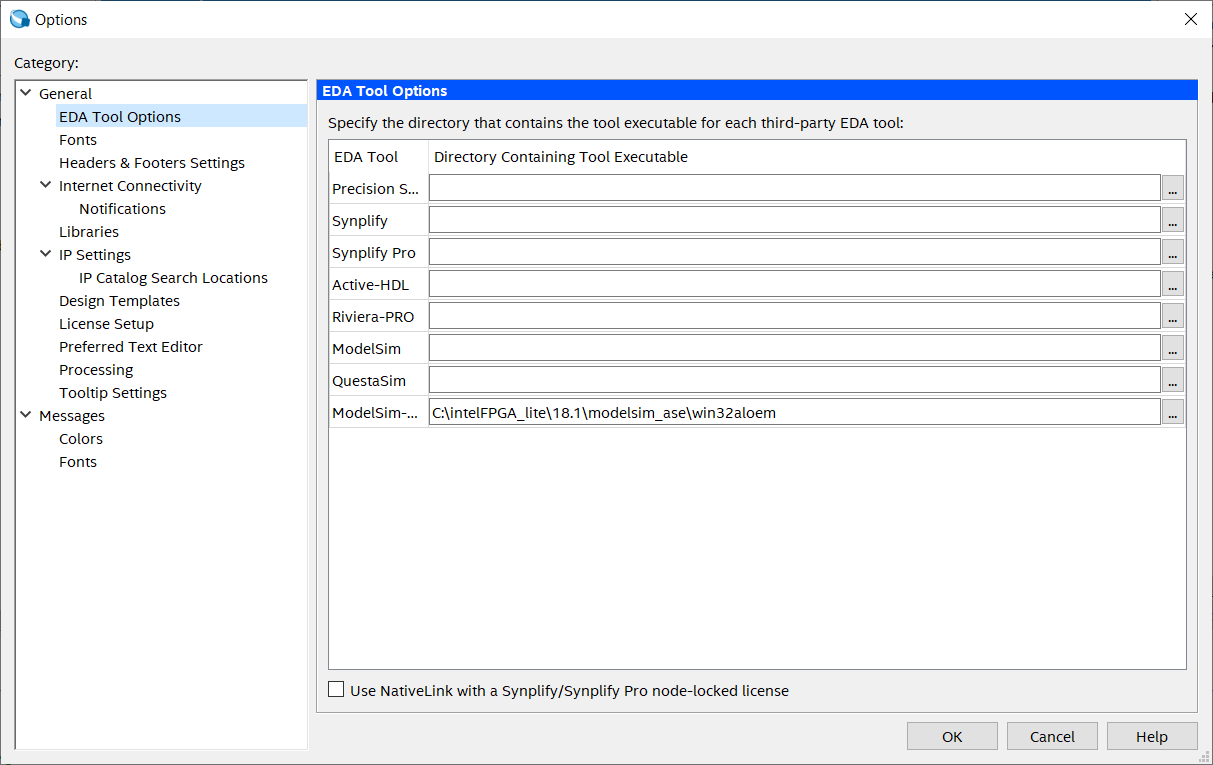 Options
Category:
General
EDA Tool Options
Fonts
Headers & Footers Settings
Internet Connectivity
Notifications
Libraries
IP Settings
IP Catalog Search Locations
Design Templates
License Setup
Preferred Text Editor
Processing
Tooltip Settings
Messages
Colors
Fonts
EDA Tool Options
Specify the directory that contains the tool executable for each third-party EDA tool:
EDA Tool Directory Containing Tool Executable
Precision S... ...
Synplify ...
Synplify Pro ...
Active-HDL ...
Riviera-PRO ...
ModelSim ...
QuestaSim ...
ModelSim-... C:\intelFPGA_lite\18.1\modelsim_ase\win32aloem ...
Use NativeLink with a Synplify/Synplify Pro node-locked license
OK Cancel Help